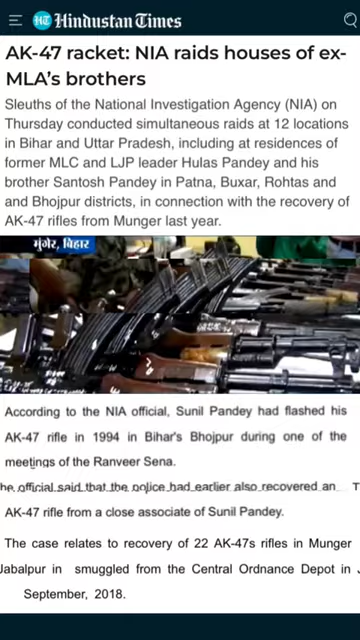 Hindustan Times
AK-47 racket: NIA raids houses of ex-
MLA's brothers
Sleuths of the National Investigation Agency (NIA) on
Thursday conducted simultaneous raids at 12 locations
in Bihar and Uttar Pradesh, including at residences of
former MLC and LJP leader Hulas Pandey and his
brother Santosh Pandey in Patna, Buxar, Rohtas and
and Bhojpur districts, in connection with the recovery of
AK-47 rifles from Munger last year.
मुंगेर, बिहार
According to the NIA official, Sunil Pandey had flashed his
AK-47 rifle in 1994 in Bihar's Bhojpur during one of the
meetings of the Ranveer Sena.
he official said that the police had earlier also recovered an T
AK-47 rifle from a close associate of Sunil Pandey.
The case relates to recovery of 22 AK-47s rifles in Munger
Jabalpur in smuggled from the Central Ordnance Depot in J
September, 2018.